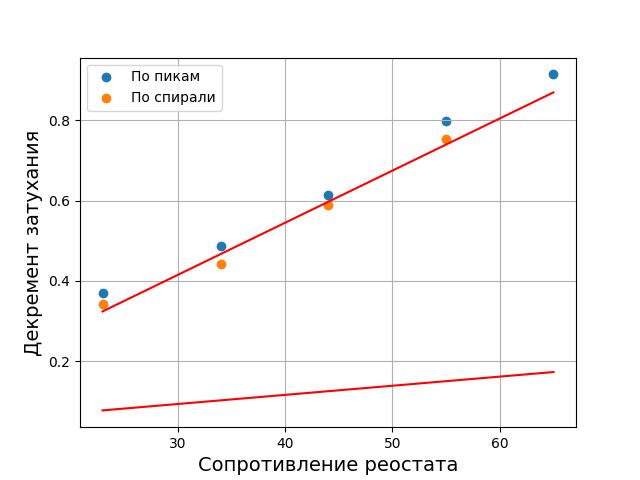 По пикам
По спирали
0.8
0.6
0.4
0.2
Декремент затухания
30 40 50 60
Сопротивление реостата